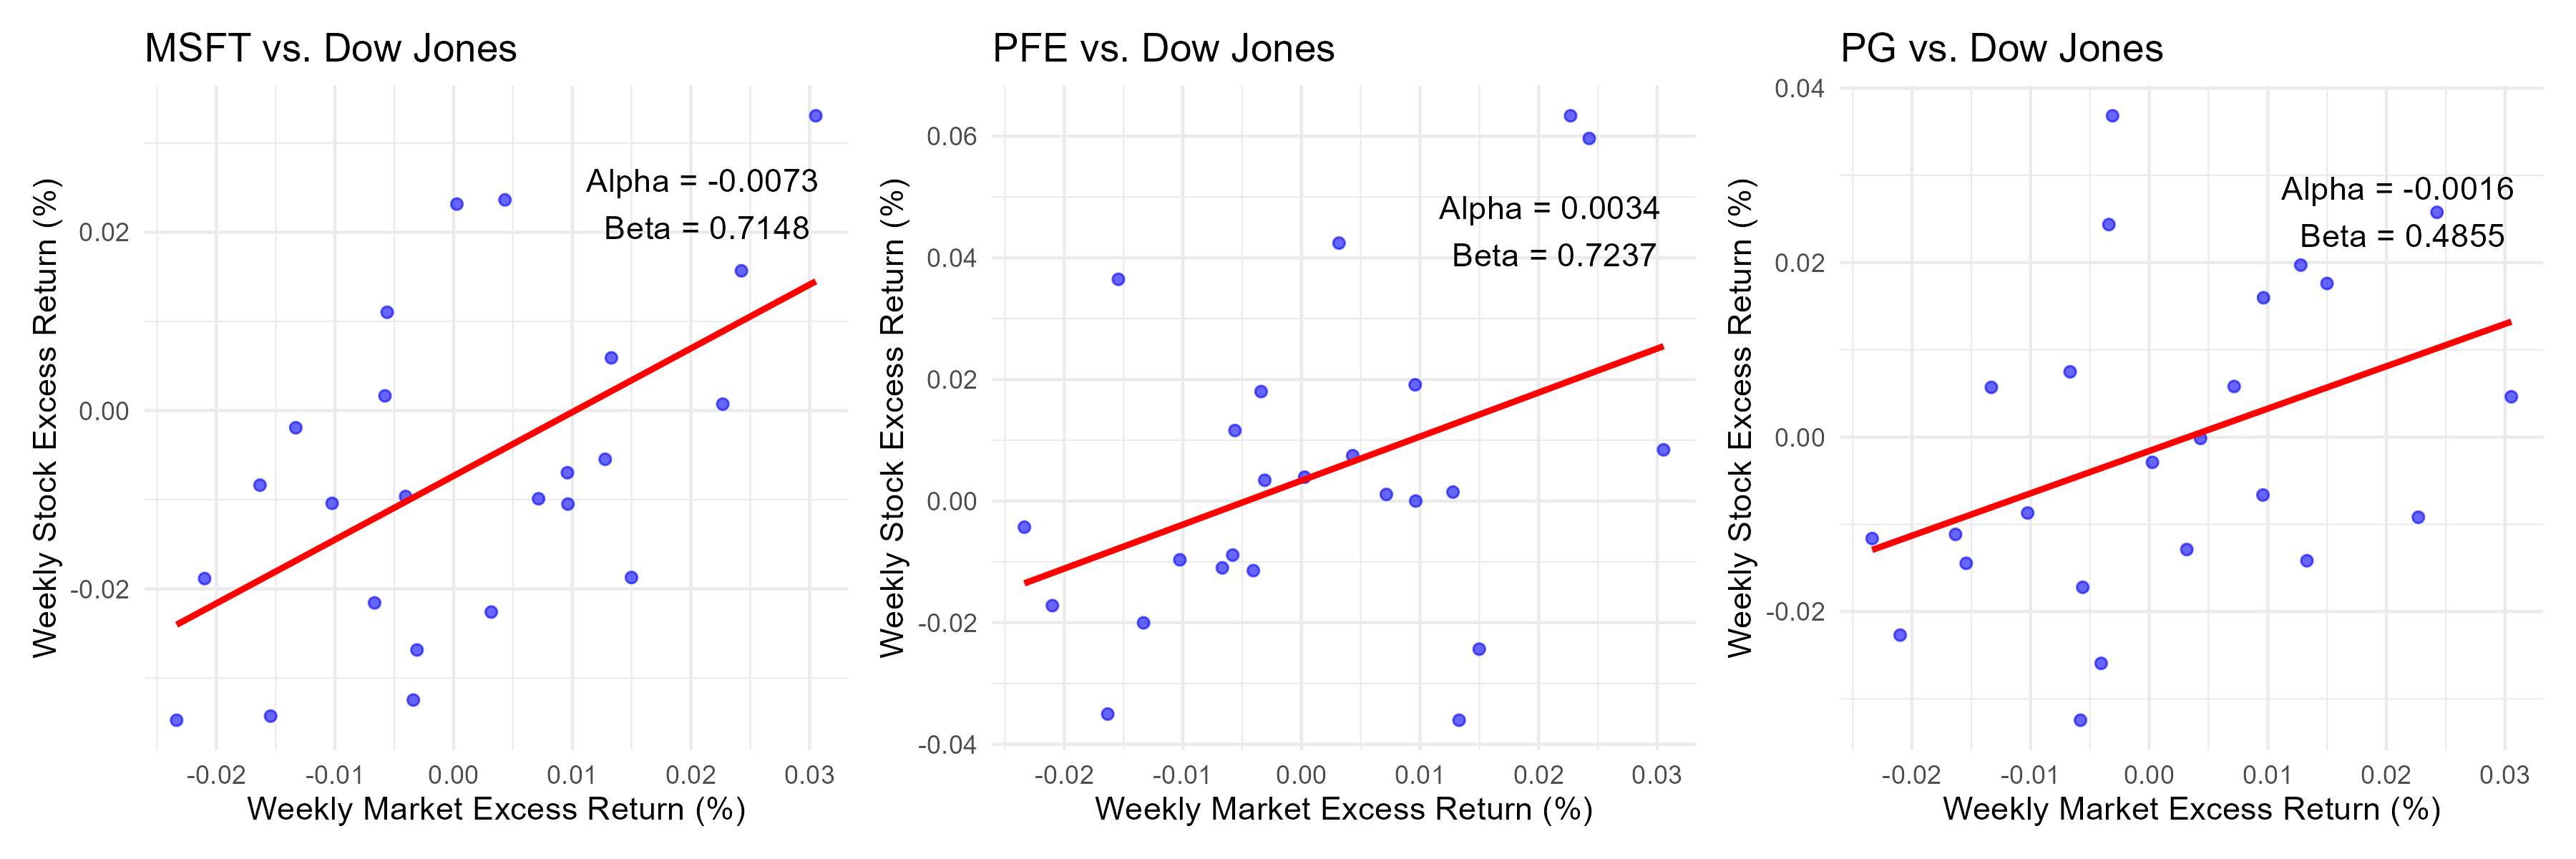 MSFT vs. Dow Jones
Weekly Stock Excess Return (%)
0.02
0.00
-0.02
Alpha = -0.0073
Beta = 0.7148
-0.02 -0.01 0.00 0.01 0.02 0.03
Weekly Market Excess Return (%)
PFE vs. Dow Jones
Weekly Stock Excess Return (%)
0.06
0.04
0.02
0.00
-0.02
-0.04
Alpha = 0.0034
Beta = 0.7237
-0.02 -0.01 0.00 0.01 0.02 0.03
Weekly Market Excess Return (%)
PG vs. Dow Jones
Weekly Stock Excess Return (%)
0.04
0.02
0.00
-0.02
Alpha = -0.0016
Beta = 0.4855
-0.02 -0.01 0.00 0.01 0.02 0.03
Weekly Market Excess Return (%)